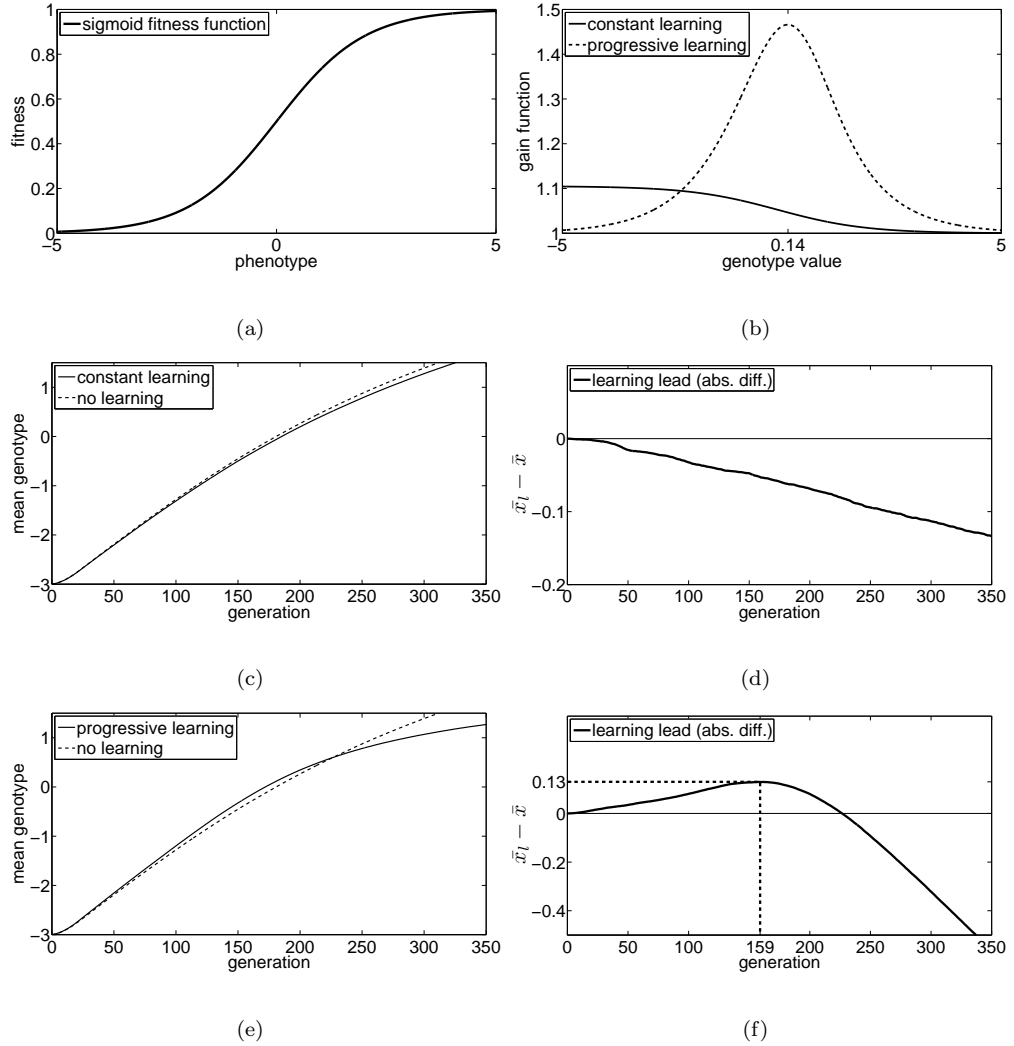 sigmoid fitness function
fitness
1
0.8
0.6
0.4
0.2
0
−5
0
5
phenotype
(a)
constant learning
progressive learning
gain function
1.5
1.4
1.3
1.2
1.1
1
−5
0.14
5
genotype value
(b)
constant learning
no learning
mean genotype
1
0
−1
−2
−3
0
50
100
150
200
250
300
350
generation
(c)
learning lead (abs. diff.)
x̄l − x̄
0
−0.1
−0.2
0
50
100
150
200
250
300
350
generation
(d)
progressive learning
no learning
mean genotype
1
0
−1
−2
−3
0
50
100
150
200
250
300
350
generation
(e)
learning lead (abs. diff.)
x̄l − x̄
0.13
0
−0.2
−0.4
0
50
100
159
200
250
300
350
generation
(f)